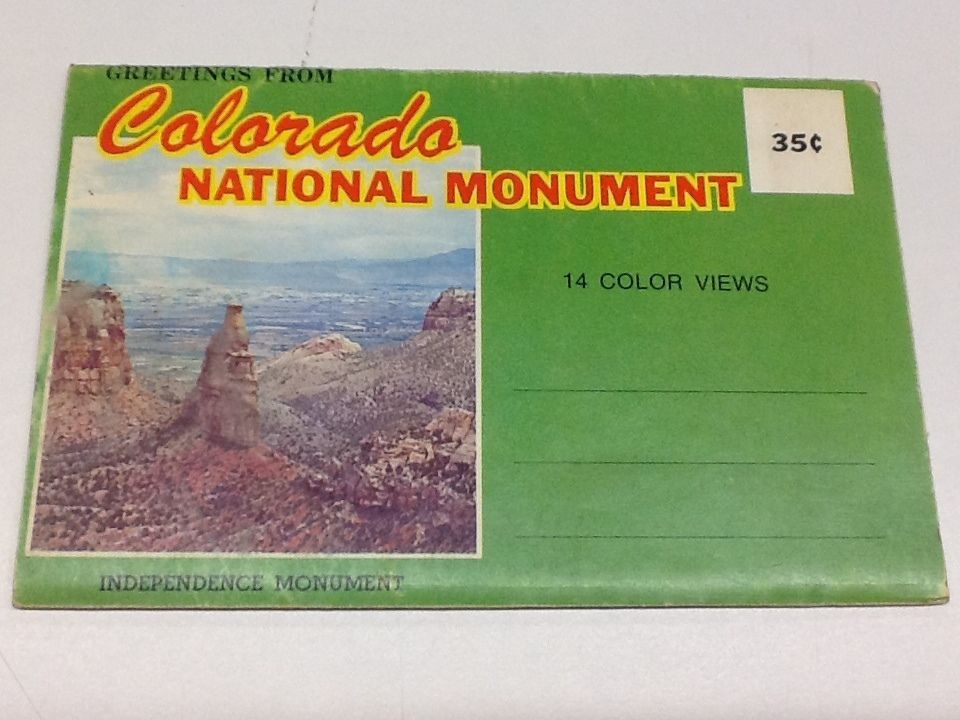 GREETINGS FROM
Colorado
NATIONAL MONUMENT
35¢
14 COLOR VIEWS
INDEPENDENCE MONUMENT